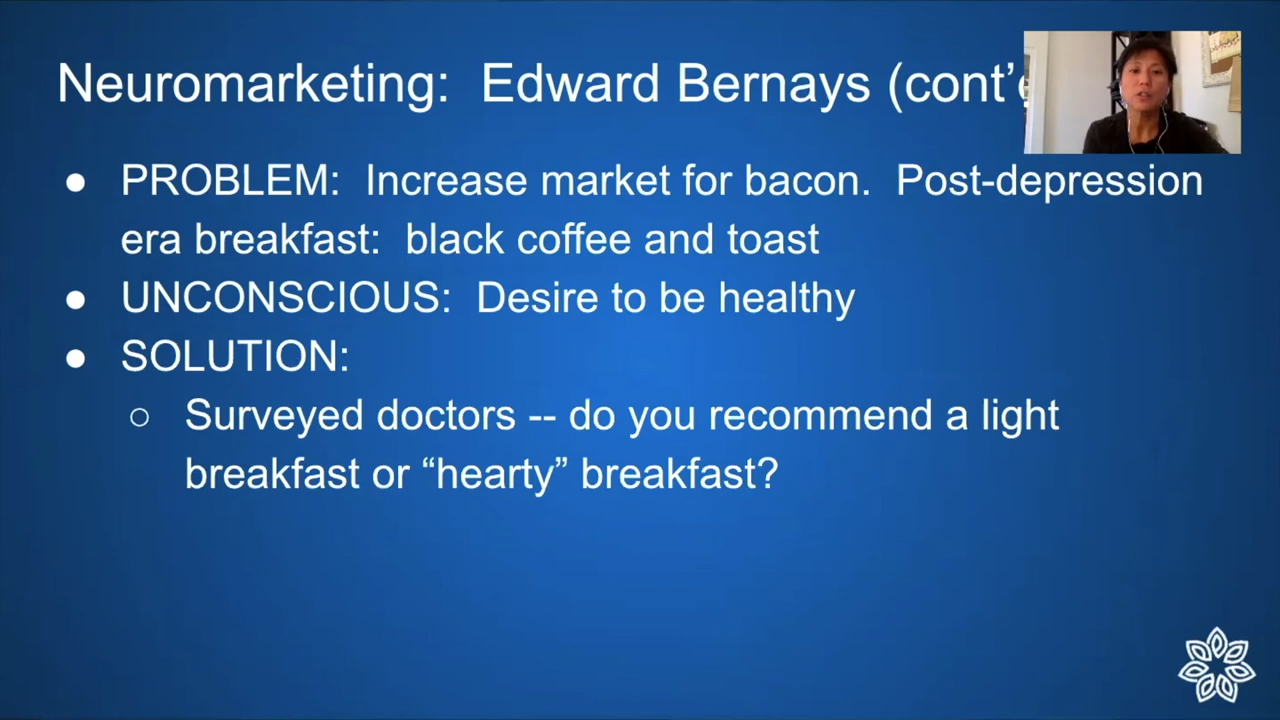 Neuromarketing:  Edward Bernays (cont'
● PROBLEM:  Increase market for bacon.  Post-depression
era breakfast:  black coffee and toast
● UNCONSCIOUS:  Desire to be healthy
● SOLUTION:
○ Surveyed doctors -- do you recommend a light
breakfast or “hearty” breakfast?